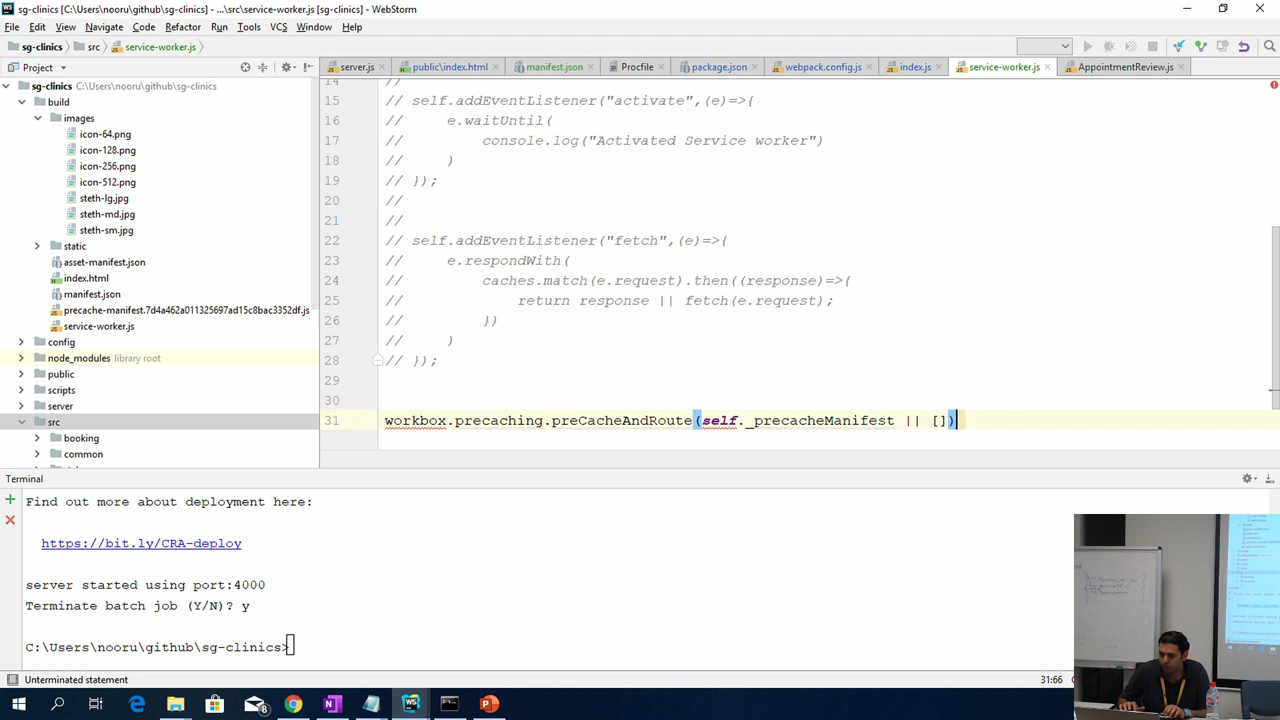 sg-clinics [C:\Users\nooru\github\sg-clinics] - ...\src\service-worker.js [sg-clinics] - WebStorm
File Edit View Navigate Code Refactor Run Tools VCS Window Help
sg-clinics src service-worker.js
Project
server.js public\index.html manifest.json Procfile package.json webpack.config.js index.js service-worker.js AppointmentReview.js
sg-clinics C:\Users\nooru\github\sg-clinics
build
images
icon-64.png
icon-128.png
icon-256.png
icon-512.png
steth-lg.jpg
steth-md.jpg
steth-sm.jpg
static
asset-manifest.json
index.html
manifest.json
precache-manifest.7d4a462a011325697ad15c8bac3352df.js
service-worker.js
config
node_modules library root
public
scripts
server
src
booking
common
14 //
15 // self.addEventListener("activate",(e)=>{
16 // e.waitUntil(
17 // console.log("Activated Service worker")
18 // )
19 // });
20 //
21 //
22 // self.addEventListener("fetch",(e)=>{
23 // e.respondWith(
24 // caches.match(e.request).then((response)=>{
25 // return response || fetch(e.request);
26 // })
27 // )
28 // });
29
30
31 workbox.precaching.preCacheAndRoute(self._precacheManifest || [])
Terminal
Find out more about deployment here:
https://bit.ly/CRA-deploy
server started using port:4000
Terminate batch job (Y/N)? y
C:\Users\nooru\github\sg-clinics>
Unterminated statement
31:66
8